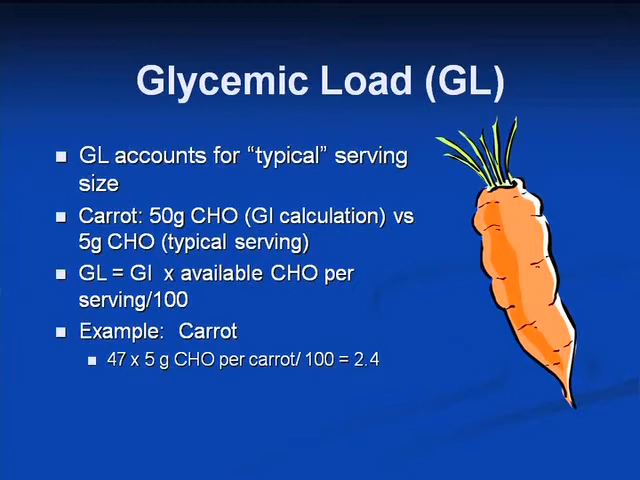 Glycemic Load (GL)
GL accounts for “typical” serving
size
Carrot: 50g CHO (GI calculation) vs
5g CHO (typical serving)
GL = GI x available CHO per
serving/100
Example: Carrot
47 x 5 g CHO per carrot/ 100 = 2.4